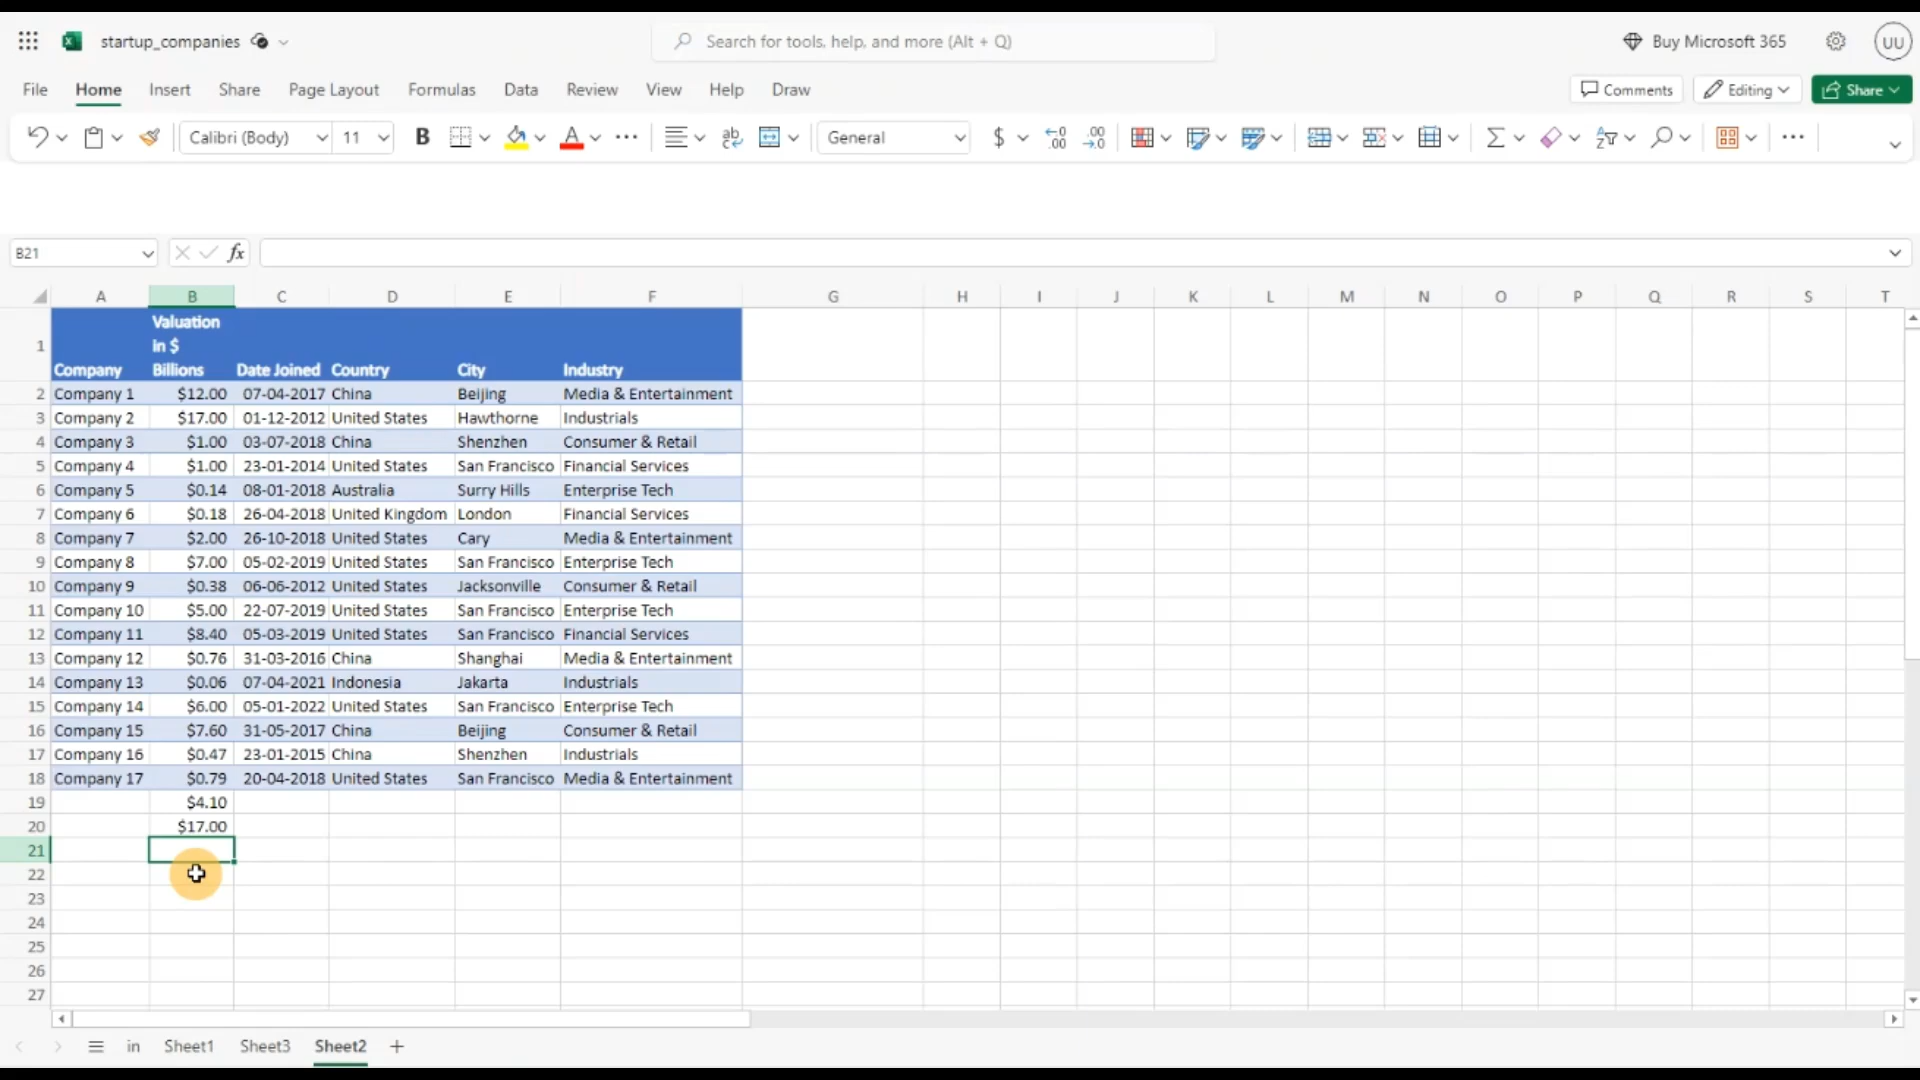 startup_companies
Search for tools, help, and more (Alt + Q)
Buy Microsoft 365
UU
File Home Insert Share Page Layout Formulas Data Review View Help Draw
Comments Editing Share
Calibri (Body) 11 B A ab General $ .00 .00
B21 fx
A B C D E F G H I J K L M N O P Q R S T
Valuation
in $
1
Company Billions Date Joined Country City Industry
2 Company 1 $12.00 07-04-2017 China Beijing Media & Entertainment
3 Company 2 $17.00 01-12-2012 United States Hawthorne Industrials
4 Company 3 $1.00 03-07-2018 China Shenzhen Consumer & Retail
5 Company 4 $1.00 23-01-2014 United States San Francisco Financial Services
6 Company 5 $0.14 08-01-2018 Australia Surry Hills Enterprise Tech
7 Company 6 $0.18 26-04-2018 United Kingdom London Financial Services
8 Company 7 $2.00 26-10-2018 United States Cary Media & Entertainment
9 Company 8 $7.00 05-02-2019 United States San Francisco Enterprise Tech
10 Company 9 $0.38 06-06-2012 United States Jacksonville Consumer & Retail
11 Company 10 $5.00 22-07-2019 United States San Francisco Enterprise Tech
12 Company 11 $8.40 05-03-2019 United States San Francisco Financial Services
13 Company 12 $0.76 31-03-2016 China Shanghai Media & Entertainment
14 Company 13 $0.06 07-04-2021 Indonesia Jakarta Industrials
15 Company 14 $6.00 05-01-2022 United States San Francisco Enterprise Tech
16 Company 15 $7.60 31-05-2017 China Beijing Consumer & Retail
17 Company 16 $0.47 23-01-2015 China Shenzhen Industrials
18 Company 17 $0.79 20-04-2018 United States San Francisco Media & Entertainment
19 $4.10
20 $17.00
21
22
23
24
25
26
27
in Sheet1 Sheet3 Sheet2